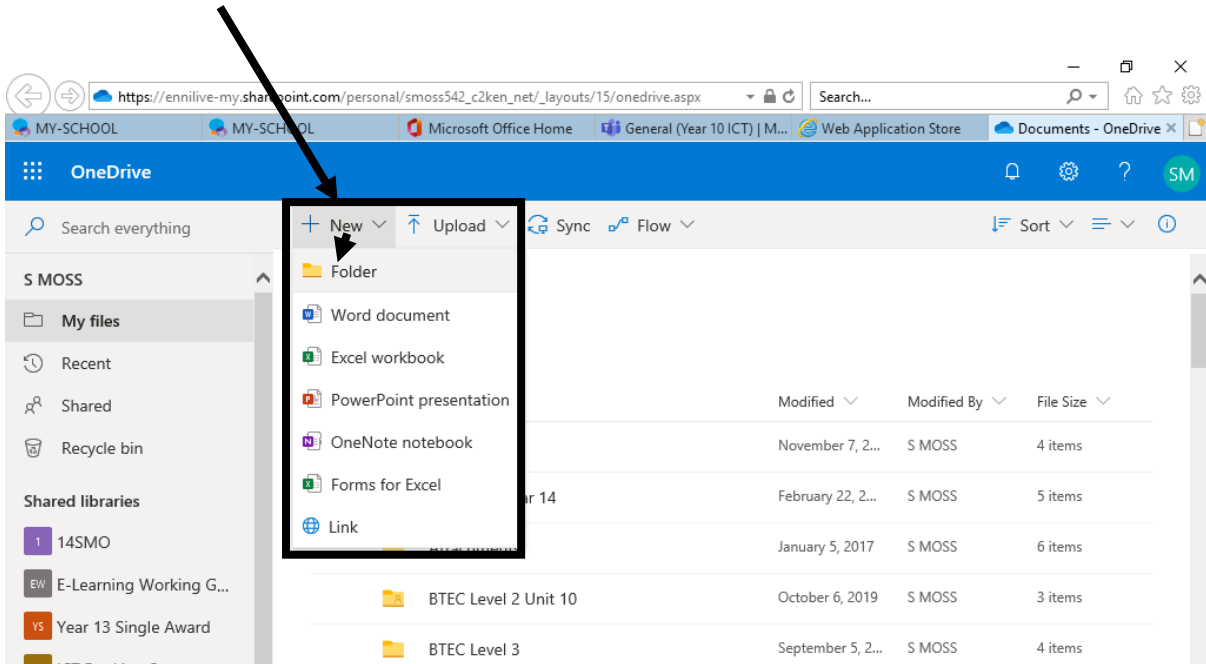 https://ennilive-my.sharepoint.com/personal/smoss542_c2ken_net/_layouts/15/onedrive.aspx
Search...
MY-SCHOOL
MY-SCHOOL
Microsoft Office Home
General (Year 10 ICT) | M...
Web Application Store
Documents - OneDrive
OneDrive
SM
Search everything
New
Upload
Sync
Flow
Sort
S MOSS
My files
Recent
Shared
Recycle bin
Shared libraries
1 14SMO
EW E-Learning Working G...
YS Year 13 Single Award
Folder
Word document
Excel workbook
PowerPoint presentation
OneNote notebook
Forms for Excel
Link
Modified Modified By File Size
November 7, 2... S MOSS 4 items
14 February 22, 2... S MOSS 5 items
Attachments January 5, 2017 S MOSS 6 items
BTEC Level 2 Unit 10 October 6, 2019 S MOSS 3 items
BTEC Level 3 September 5, 2... S MOSS 4 items